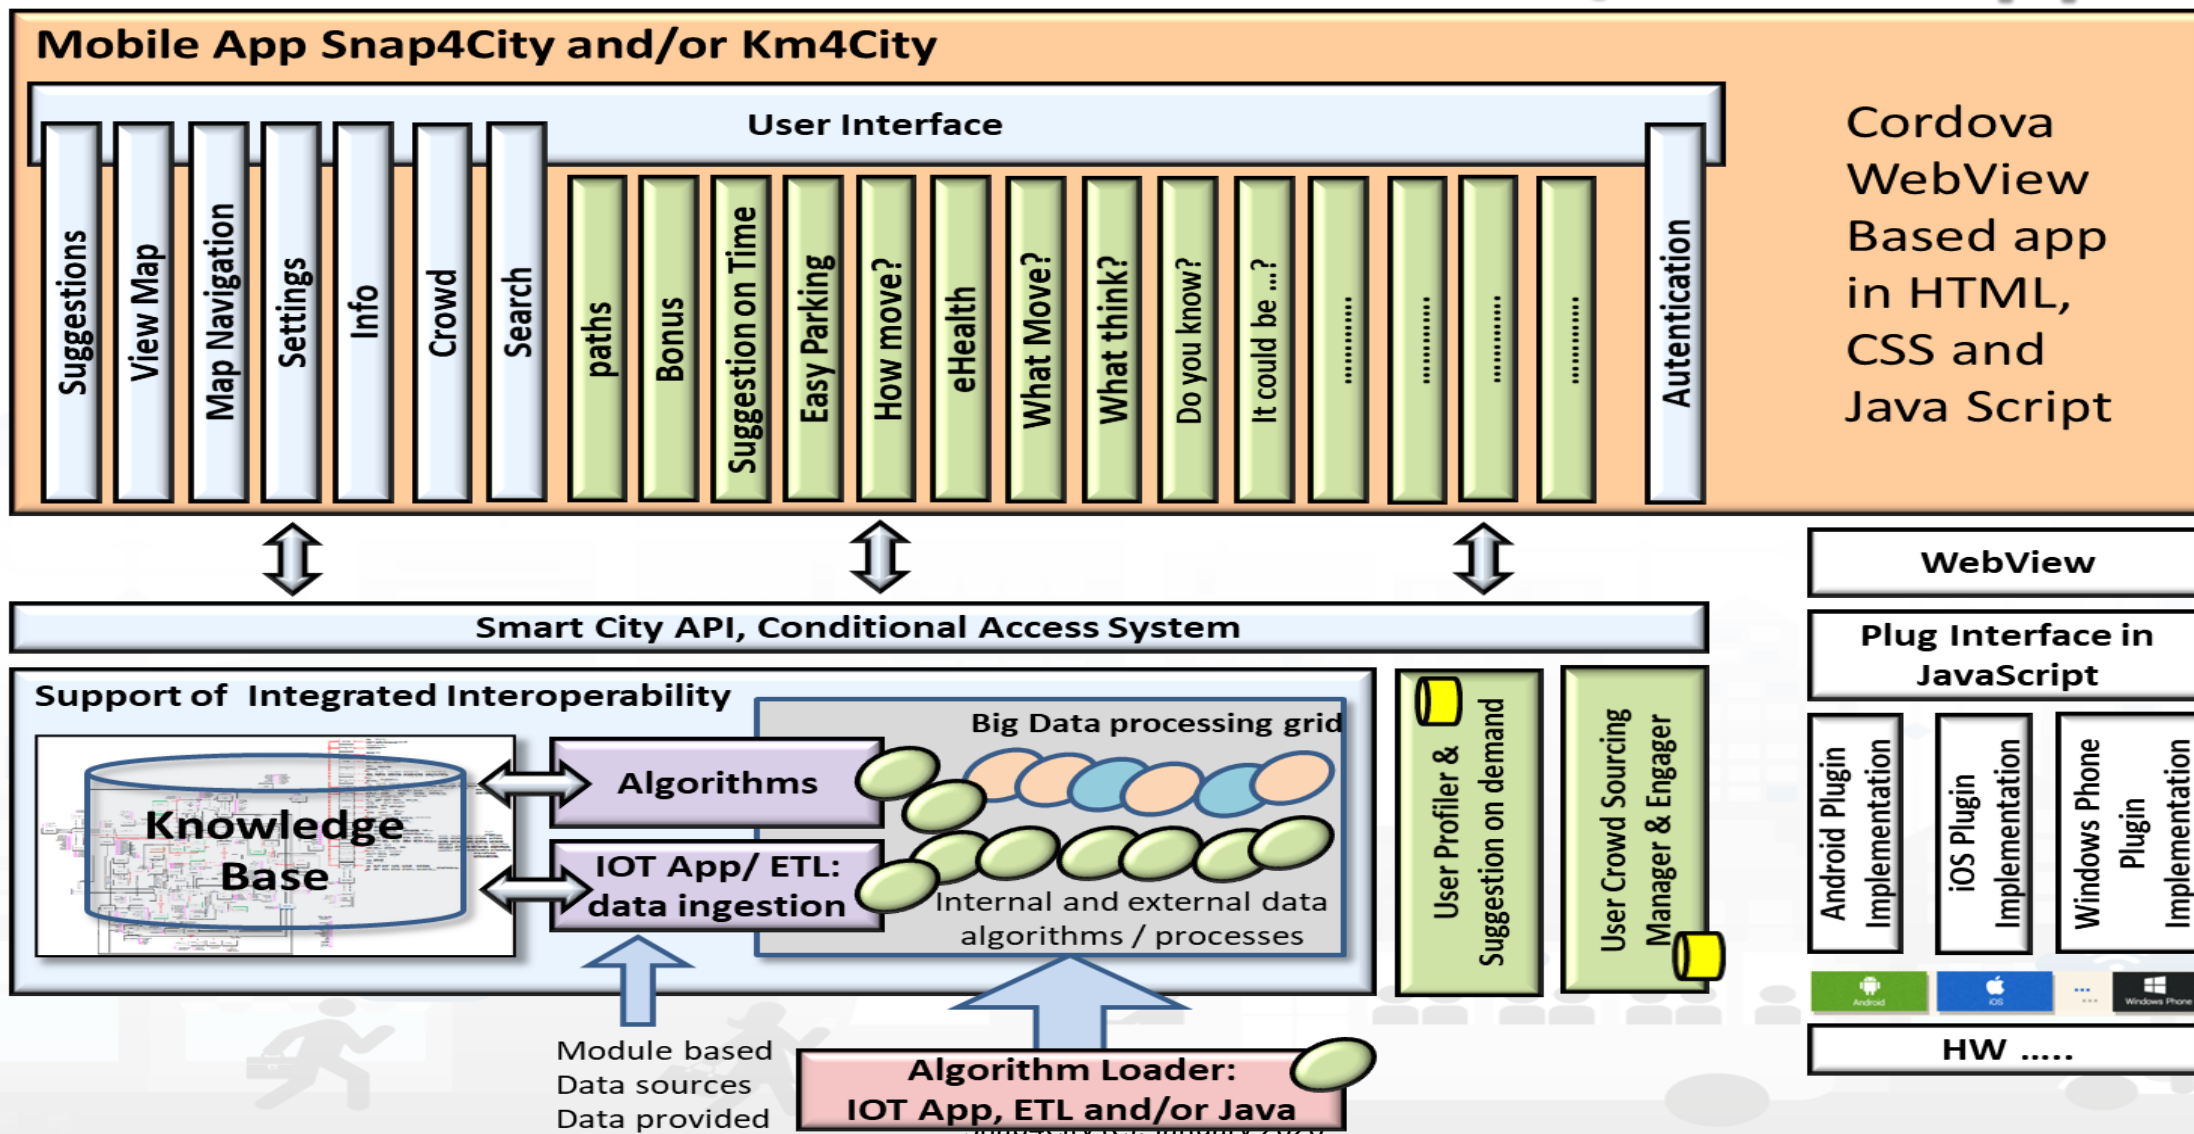 Mobile App Snap4City and/or Km4City
User Interface
Suggestions
View Map
Map Navigation
Settings
Info
Crowd
Search
paths
Bonus
Suggestion on Time
Easy Parking
How move?
eHealth
What Move?
What think?
Do you know?
It could be ...?
............
............
............
............
Autentication
Cordova
WebView
Based app
in HTML,
CSS and
Java Script
Smart City API, Conditional Access System
Support of Integrated Interoperability
Knowledge
Base
Algorithms
IOT App/ ETL:
data ingestion
Big Data processing grid
Internal and external data
algorithms / processes
User Profiler &
Suggestion on demand
User Crowd Sourcing
Manager & Engager
Module based
Data sources
Data provided
Algorithm Loader:
IOT App, ETL and/or Java
WebView
Plug Interface in
JavaScript
Android Plugin
Implementation
iOS Plugin
Implementation
Windows Phone
Plugin
Implementation
Android
iOS
...
...
Windows Phone
HW .....